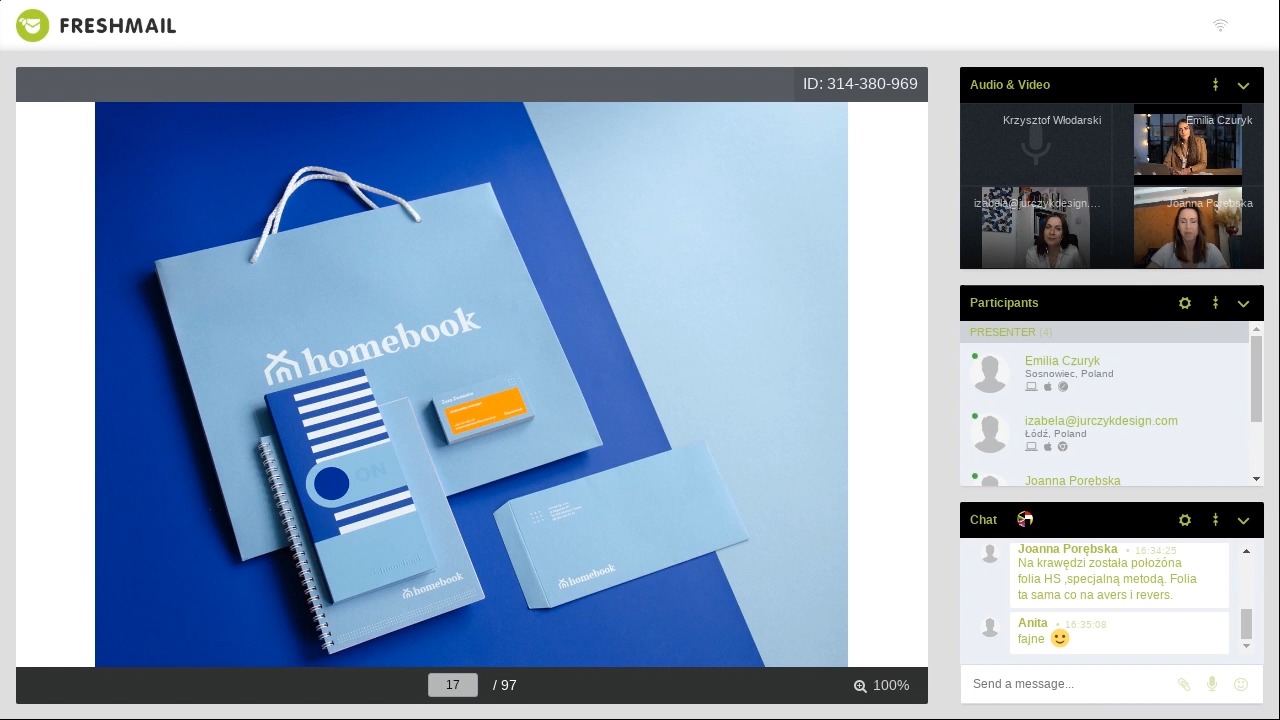 FRESHMAIL
ID: 314-380-969
homebook
ON
homebook
homebook
homebook
17 / 97
100%
Audio & Video
Krzysztof Włodarski
Emilia Czuryk
izabela@jurczykdesign....
Joanna Porębska
Participants
PRESENTER (4)
Emilia Czuryk
Sosnowiec, Poland
izabela@jurczykdesign.com
Łódź, Poland
Joanna Porębska
Chat
Joanna Porębska • 16:34:25
Na krawędzi została położóna
folia HS ,specjalną metodą. Folia
ta sama co na avers i revers.
Anita • 16:35:08
fajne
Send a message...